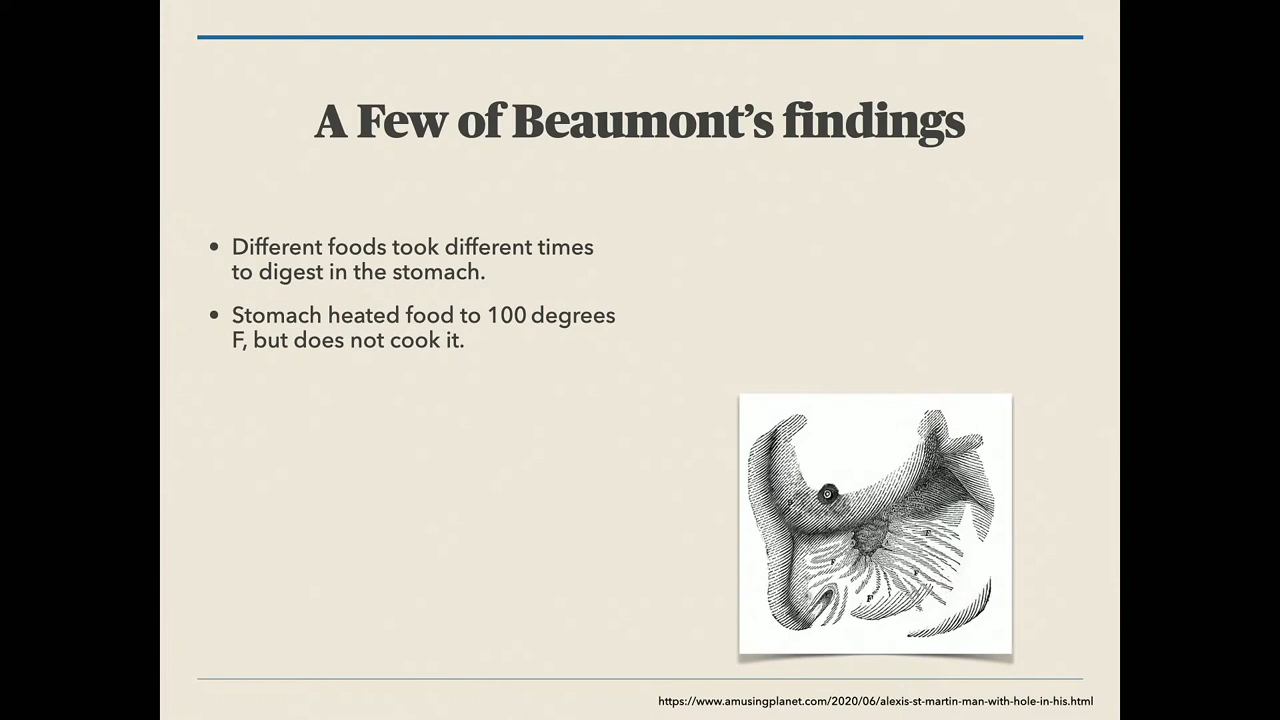 A Few of Beaumont’s findings
• Different foods took different times
to digest in the stomach.
• Stomach heated food to 100 degrees
F, but does not cook it.
F
F
F
F
https://www.amusingplanet.com/2020/06/alexis-st-martin-man-with-hole-in-his.html